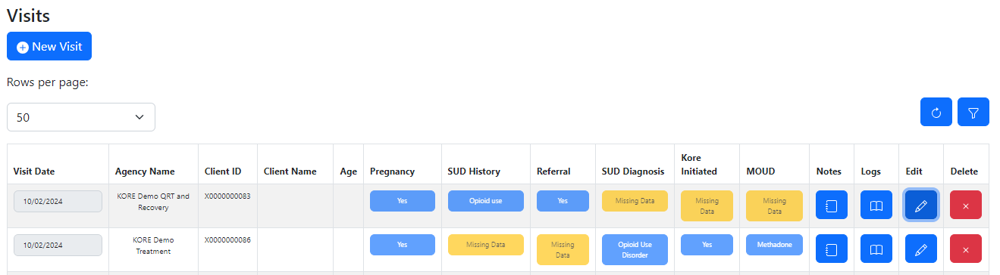 Visits
New Visit
Rows per page:
50
Visit Date Agency Name Client ID Client Name Age Pregnancy SUD History Referral SUD Diagnosis Kore Initiated MOUD Notes Logs Edit Delete
10/02/2024 KORE Demo QRT and Recovery X0000000083 Yes Opioid use Yes Missing Data Missing Data Missing Data
10/02/2024 KORE Demo Treatment X0000000086 Yes Missing Data Missing Data Opioid Use Disorder Yes Methadone